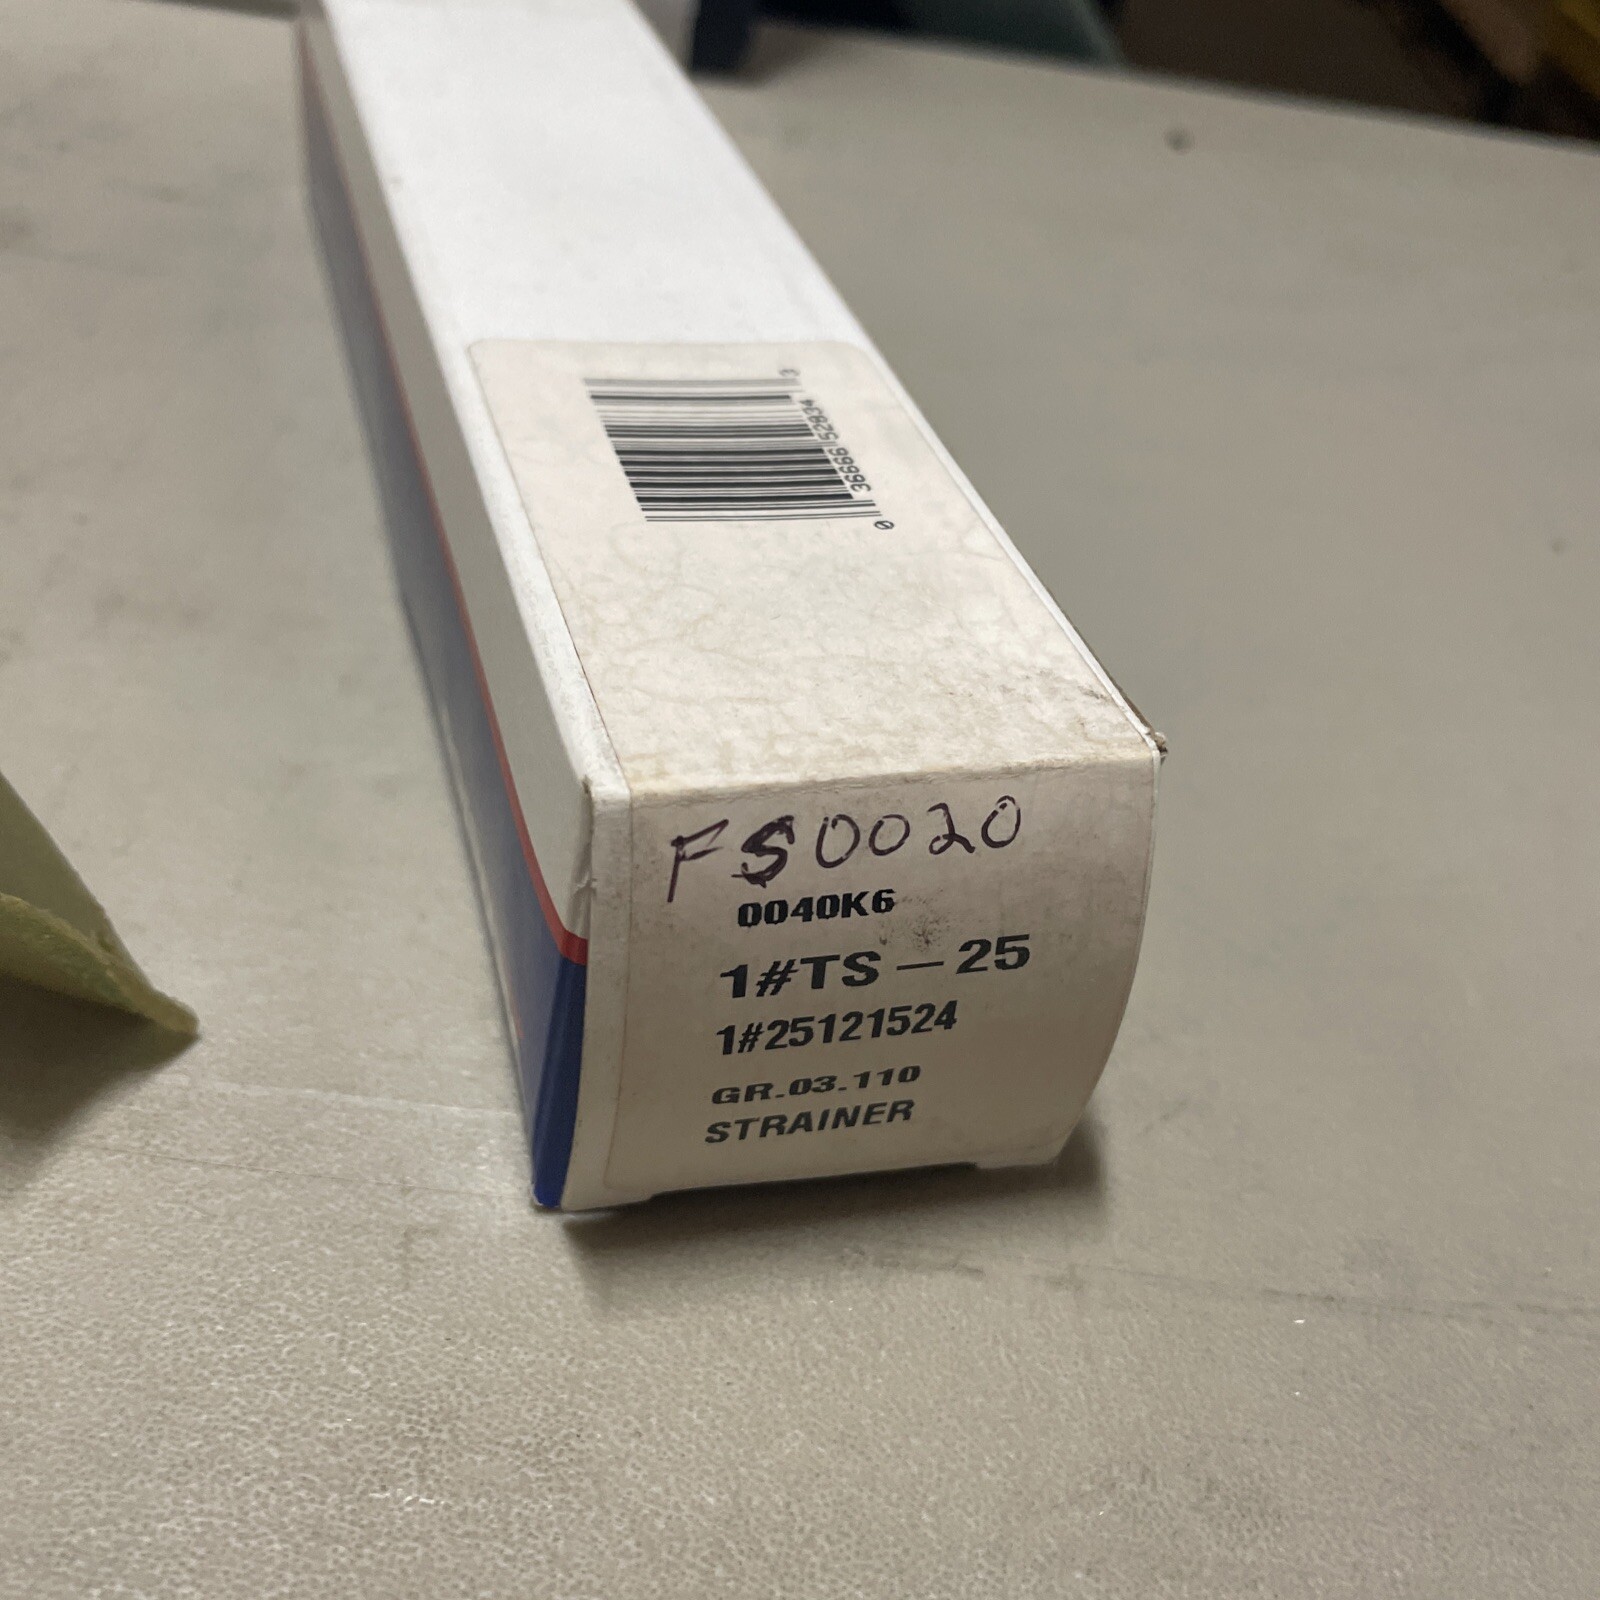 0 36666 52834 3
FS0020
0040K6
1#TS-25
1#25121524
GR.03.110
STRAINER